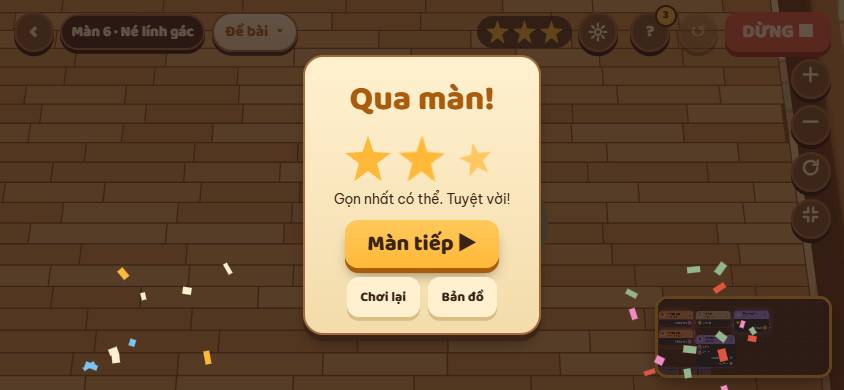 Màn 6 · Né lính gác
Đề bài
?
3
DỪNG
Qua màn!
Gọn nhất có thể. Tuyệt vời!
Màn tiếp
Chơi lại
Bản đồ